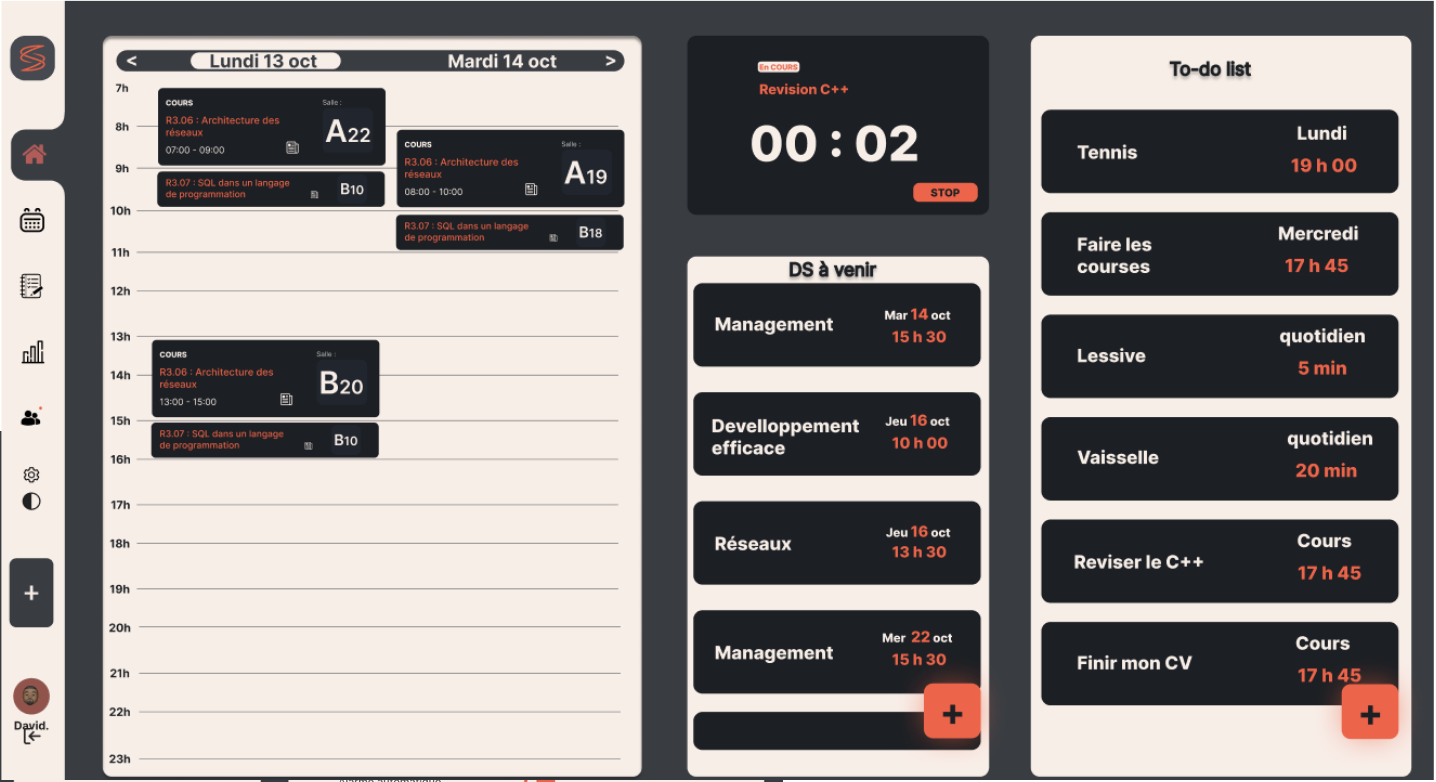 David.
<
Lundi 13 oct
Mardi 14 oct
>
7h
8h
9h
10h
11h
12h
13h
14h
15h
16h
17h
18h
19h
20h
21h
22h
23h
COURS
Salle :
R3.06 : Architecture des
réseaux
A22
07:00 - 09:00
R3.07 : SQL dans un langage
de programmation
B10
COURS
Salle :
R3.06 : Architecture des
réseaux
B20
13:00 - 15:00
R3.07 : SQL dans un langage
de programmation
B10
COURS
Salle :
R3.06 : Architecture des
réseaux
A19
08:00 - 10:00
R3.07 : SQL dans un langage
de programmation
B18
En COURS
Revision C++
00 : 02
STOP
DS à venir
Management
Mar 14 oct
15 h 30
Develloppement
efficace
Jeu 16 oct
10 h 00
Réseaux
Jeu 16 oct
13 h 30
Management
Mer 22 oct
15 h 30
+
To-do list
Tennis
Lundi
19 h 00
Faire les
courses
Mercredi
17 h 45
Lessive
quotidien
5 min
Vaisselle
quotidien
20 min
Reviser le C++
Cours
17 h 45
Finir mon CV
Cours
17 h 45
+
+